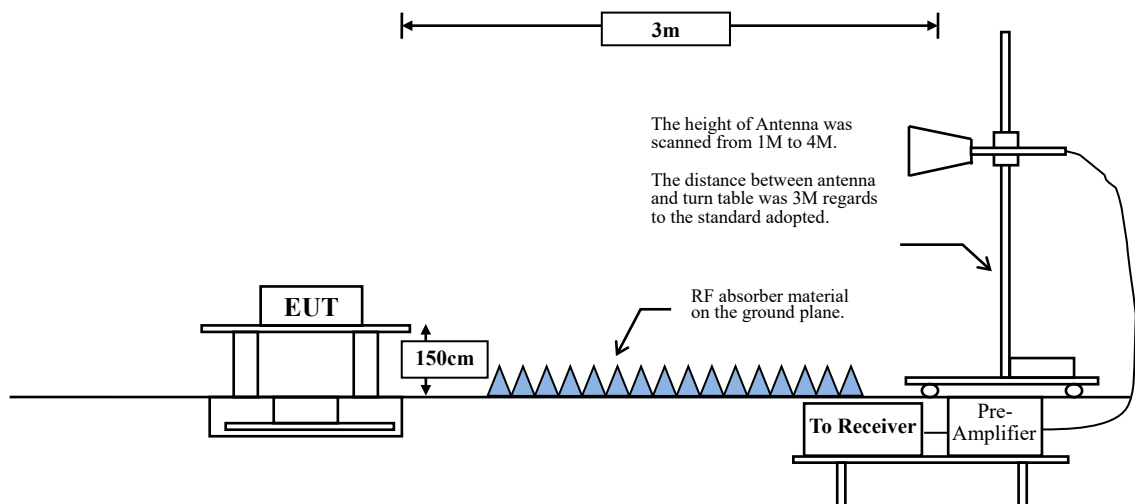 3m
The height of Antenna was
scanned from 1M to 4M.
The distance between antenna
and turn table was 3M regards
to the standard adopted.
RF absorber material
on the ground plane.
EUT
150cm
To Receiver
Pre-
Amplifier